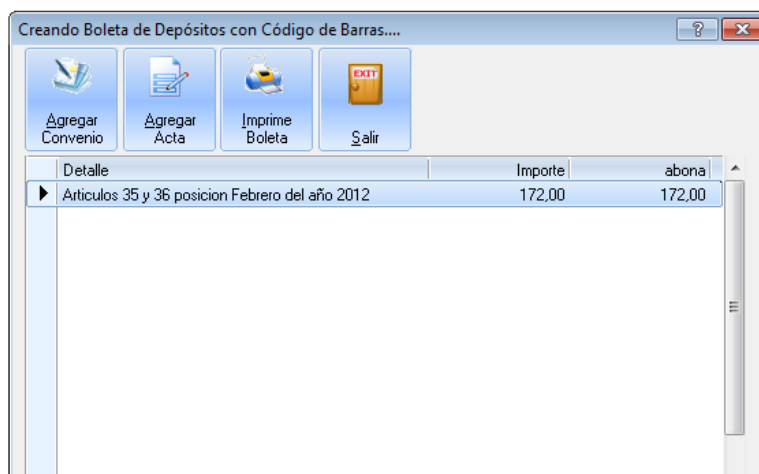 Creando Boleta de Depósitos con Código de Barras....
Agregar Convenio
Agregar Acta
Imprime Boleta
EXIT
Salir
Detalle Importe abona
Articulos 35 y 36 posicion Febrero del año 2012 172,00 172,00